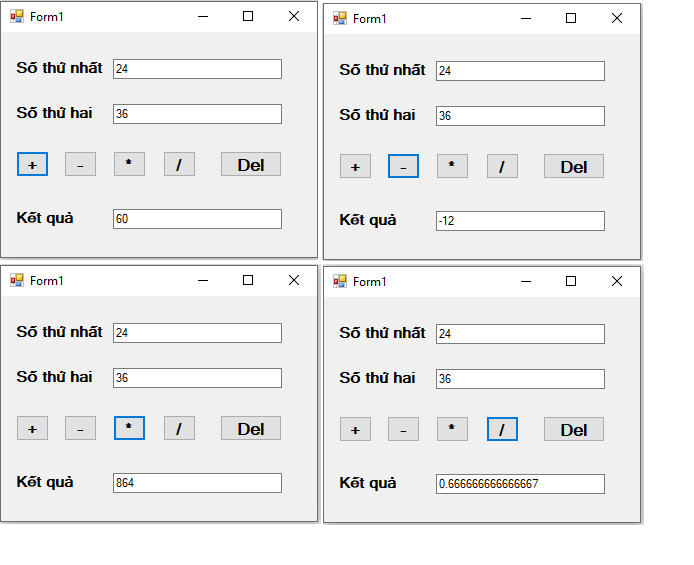 Form1
Số thứ nhất 24
Số thứ hai 36
+ - * / Del
Kết quả 60
Form1
Số thứ nhất 24
Số thứ hai 36
+ - * / Del
Kết quả -12
Form1
Số thứ nhất 24
Số thứ hai 36
+ - * / Del
Kết quả 864
Form1
Số thứ nhất 24
Số thứ hai 36
+ - * / Del
Kết quả 0.666666666666667